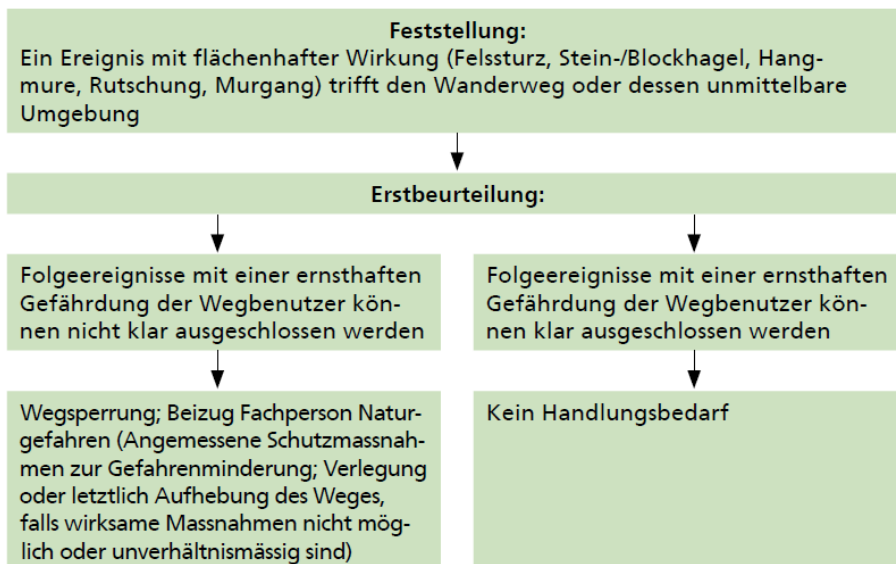 Feststellung:
Ein Ereignis mit flächenhafter Wirkung (Felssturz, Stein-/Blockhagel, Hang-
mure, Rutschung, Murgang) trifft den Wanderweg oder dessen unmittelbare
Umgebung
Erstbeurteilung:
Folgeereignisse mit einer ernsthaften
Gefährdung der Wegbenutzer kön-
nen nicht klar ausgeschlossen werden
Wegsperrung; Beizug Fachperson Natur-
gefahren (Angemessene Schutzmassnah-
men zur Gefahrenminderung; Verlegung
oder letztlich Aufhebung des Weges,
falls wirksame Massnahmen nicht mög-
lich oder unverhältnismässig sind)
Folgeereignisse mit einer ernsthaften
Gefährdung der Wegbenutzer kön-
nen klar ausgeschlossen werden
Kein Handlungsbedarf